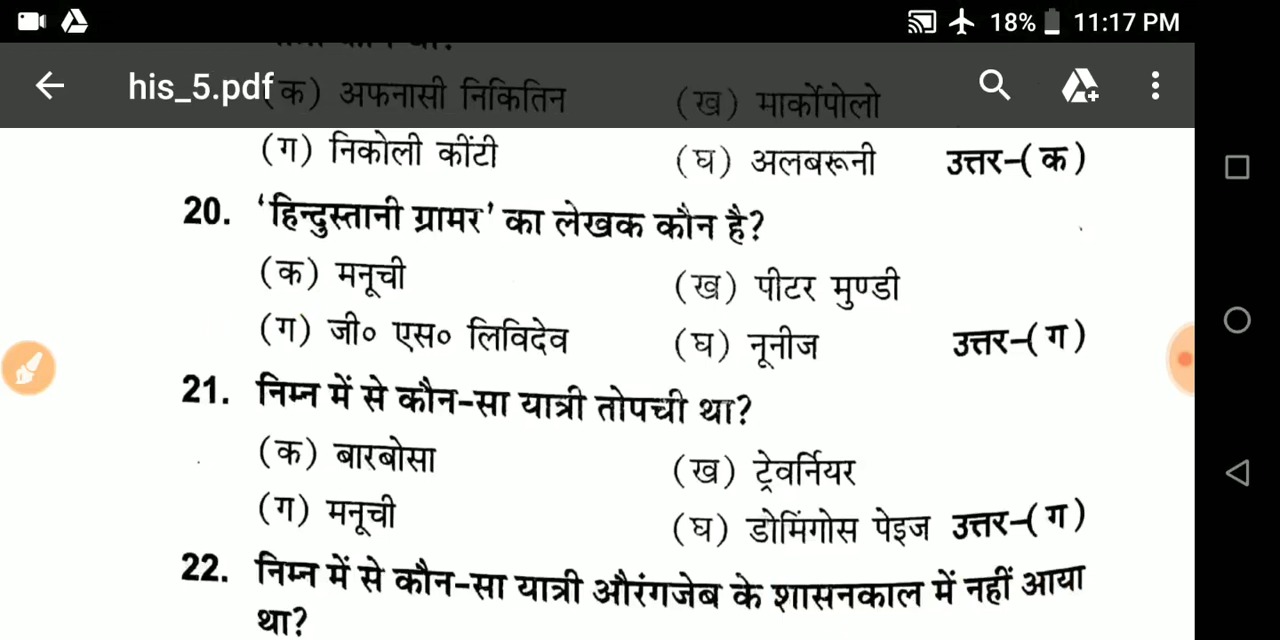 18% 11:17 PM
his_5.pdf
(क) अफनासी निकितिन (ख) मार्कोपोलो
(ग) निकोली कींटी (घ) अलबरूनी उत्तर–(क)
20. ‘हिन्दुस्तानी ग्रामर’ का लेखक कौन है?
(क) मनूची (ख) पीटर मुण्डी
(ग) जी० एस० लिविदेव (घ) नूनीज उत्तर–(ग)
21. निम्न में से कौन-सा यात्री तोपची था?
(क) बारबोसा (ख) ट्रेवर्नियर
(ग) मनूची (घ) डोमिंगोस पेइज उत्तर–(ग)
22. निम्न में से कौन-सा यात्री औरंगजेब के शासनकाल में नहीं आया
था?